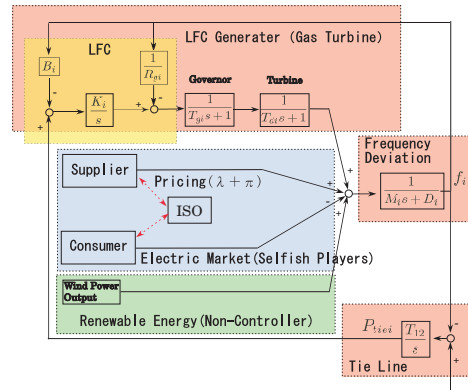 LFC Generater (Gas Turbine)
LFC
B_i
1/R_gi
-
-
Governor
Turbine
K_i/s
+
1/(T_gi s+1)
1/(T_ct s+1)
+
Frequency
Deviation
Supplier
Pricing(λ + π)
+
+
1/(M_i s + D_i)
f_i
ISO
-
+
Consumer
Electric Market(Selfish Players)
Wind Power
Output
Renewable Energy(Non-Controller)
P_tiei
T_12/s
-
+
Tie Line